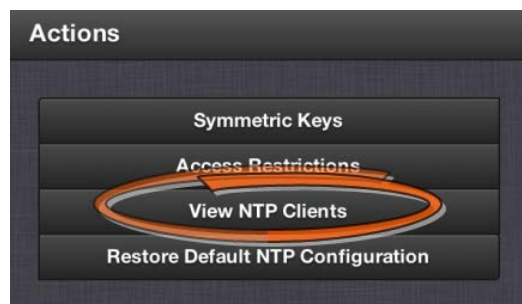 Actions
Symmetric Keys
Access Restrictions
View NTP Clients
Restore Default NTP Configuration